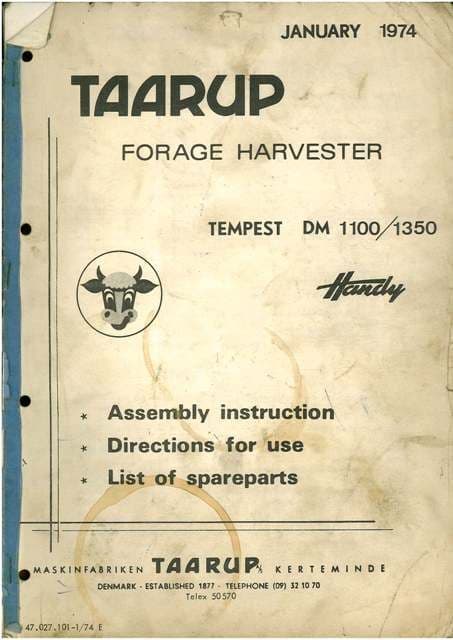 JANUARY 1974
TAARUP
FORAGE HARVESTER
TEMPEST DM 1100/1350
Handy
* Assembly instruction
* Directions for use
* List of spareparts
MASKINFABRIKEN TAARUP A/S KERTEMINDE
DENMARK - ESTABLISHED 1877 - TELEPHONE (09) 32 10 70
Telex 50570
47.027.101-1/74 E